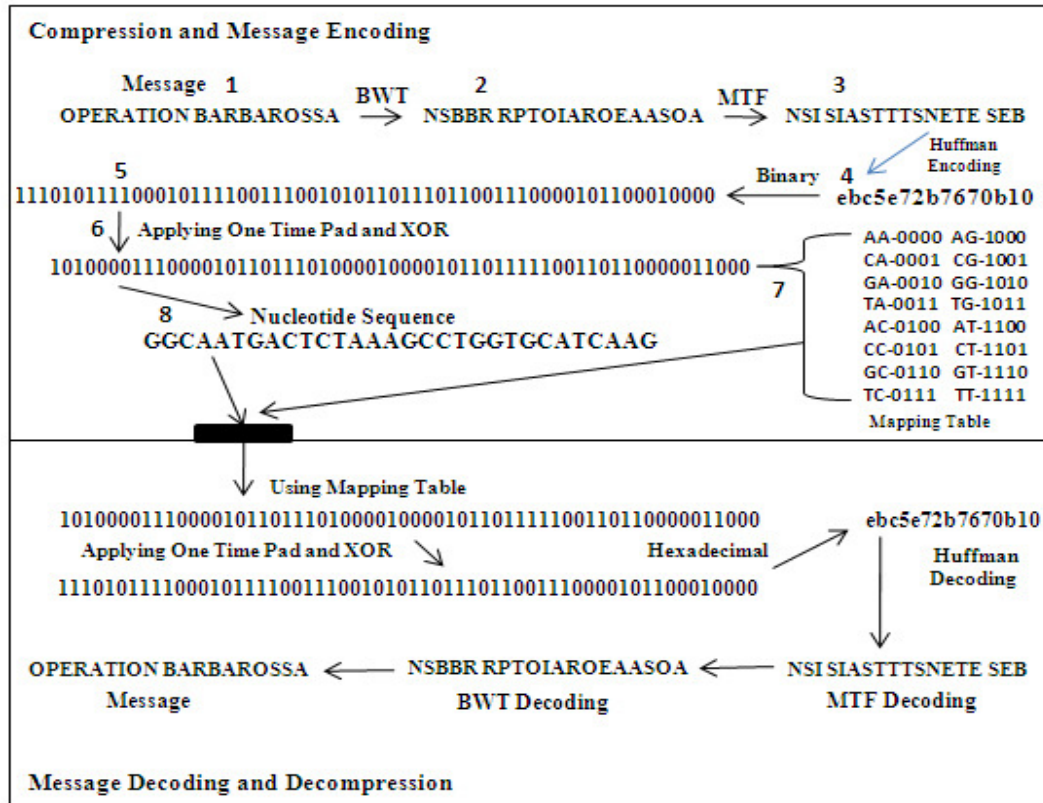 Compression and Message Encoding
Message 1 2 3
OPERATION BARBAROSSA BWT NSBBR RPTOIAROEAASOA MTF NSI SIASTTTSNETE SEB
Huffman
Encoding
5 Binary 4
111010111100010111100111001010110111011001110000101100010000 ebc5e72b7670b10
6 Applying One Time Pad and XOR
101000011100001011011101000010000101101111100110110000011000
7
8 Nucleotide Sequence
GGCAATGACTCTAAAGCCTGGTGCATCAAG
AA-0000 AG-1000
CA-0001 CG-1001
GA-0010 GG-1010
TA-0011 TG-1011
AC-0100 AT-1100
CC-0101 CT-1101
GC-0110 GT-1110
TC-0111 TT-1111
Mapping Table
Using Mapping Table
101000011100001011011101000010000101101111100110110000011000 ebc5e72b7670b10
Applying One Time Pad and XOR Hexadecimal Huffman
Decoding
111010111100010111100111001010110111011001110000101100010000
OPERATION BARBAROSSA NSBBR RPTOIAROEAASOA NSI SIASTTTSNETE SEB
Message BWT Decoding MTF Decoding
Message Decoding and Decompression